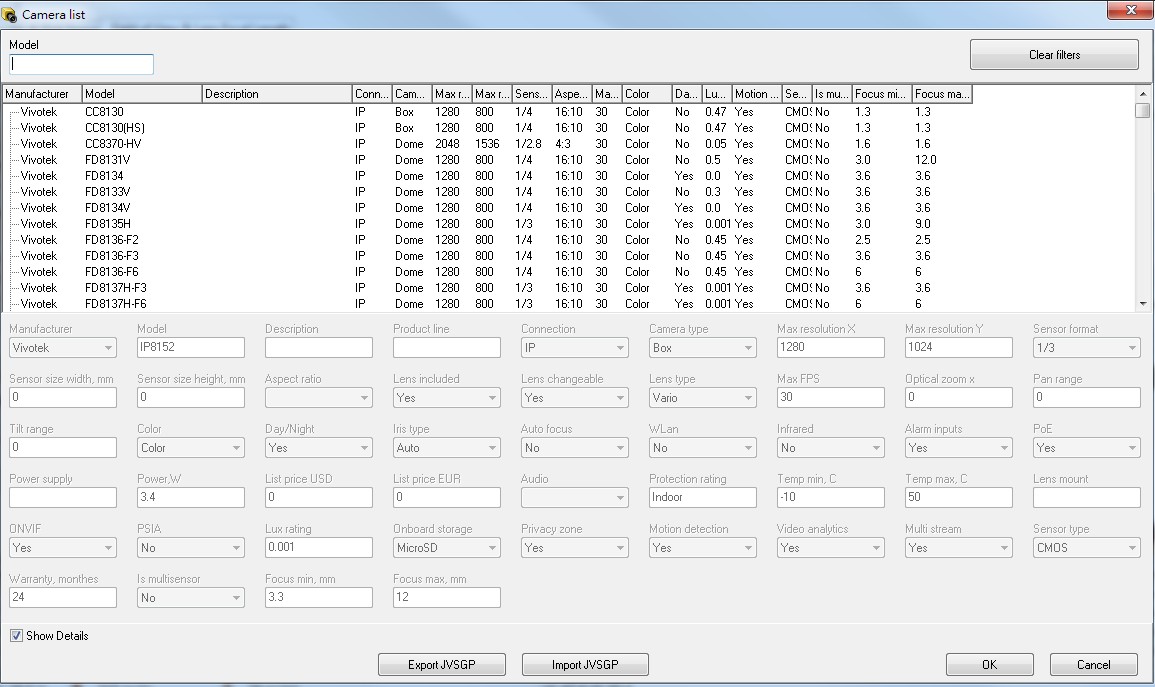 Camera list
Model
Clear filters
Manufacturer Model Description Conn... Cam... Max r... Max r... Sens... Aspe... Ma... Color Da... Lu... Motion ... Se... Is mu... Focus mi... Focus ma...
Vivotek CC8130 IP Box 1280 800 1/4 16:10 30 Color No 0.47 Yes CMOS No 1.3 1.3
Vivotek CC8130(HS) IP Box 1280 800 1/4 16:10 30 Color No 0.47 Yes CMOS No 1.3 1.3
Vivotek CC8370-HV IP Dome 2048 1536 1/2.8 4:3 30 Color No 0.05 Yes CMOS No 1.6 1.6
Vivotek FD8131V IP Dome 1280 800 1/4 16:10 30 Color No 0.5 Yes CMOS No 3.0 12.0
Vivotek FD8134 IP Dome 1280 800 1/4 16:10 30 Color Yes 0.0 Yes CMOS No 3.6 3.6
Vivotek FD8133V IP Dome 1280 800 1/4 16:10 30 Color No 0.3 Yes CMOS No 3.6 3.6
Vivotek FD8134V IP Dome 1280 800 1/4 16:10 30 Color Yes 0.0 Yes CMOS No 3.6 3.6
Vivotek FD8135H IP Dome 1280 800 1/3 16:10 30 Color Yes 0.001 Yes CMOS No 3.0 9.0
Vivotek FD8136-F2 IP Dome 1280 800 1/4 16:10 30 Color No 0.45 Yes CMOS No 2.5 2.5
Vivotek FD8136-F3 IP Dome 1280 800 1/4 16:10 30 Color No 0.45 Yes CMOS No 3.6 3.6
Vivotek FD8136-F6 IP Dome 1280 800 1/4 16:10 30 Color No 0.45 Yes CMOS No 6 6
Vivotek FD8137H-F3 IP Dome 1280 800 1/3 16:10 30 Color Yes 0.001 Yes CMOS No 3.6 3.6
Vivotek FD8137H-F6 IP Dome 1280 800 1/3 16:10 30 Color Yes 0.001 Yes CMOS No 6 6
Manufacturer Model Description Product line Connection Camera type Max resolution X Max resolution Y Sensor format
Vivotek IP8152 IP Box 1280 1024 1/3
Sensor size width, mm Sensor size height, mm Aspect ratio Lens included Lens changeable Lens type Max FPS Optical zoom x Pan range
0 0 Yes Yes Vario 30 0 0
Tilt range Color Day/Night Iris type Auto focus WLan Infrared Alarm inputs PoE
0 Color Yes Auto No No No Yes Yes
Power supply Power,W List price USD List price EUR Audio Protection rating Temp min, C Temp max, C Lens mount
3.4 0 0 Indoor -10 50
ONVIF PSIA Lux rating Onboard storage Privacy zone Motion detection Video analytics Multi stream Sensor type
Yes No 0.001 MicroSD Yes Yes Yes Yes CMOS
Warranty, monthes Is multisensor Focus min, mm Focus max, mm
24 No 3.3 12
Show Details
Export JVSGP Import JVSGP OK Cancel